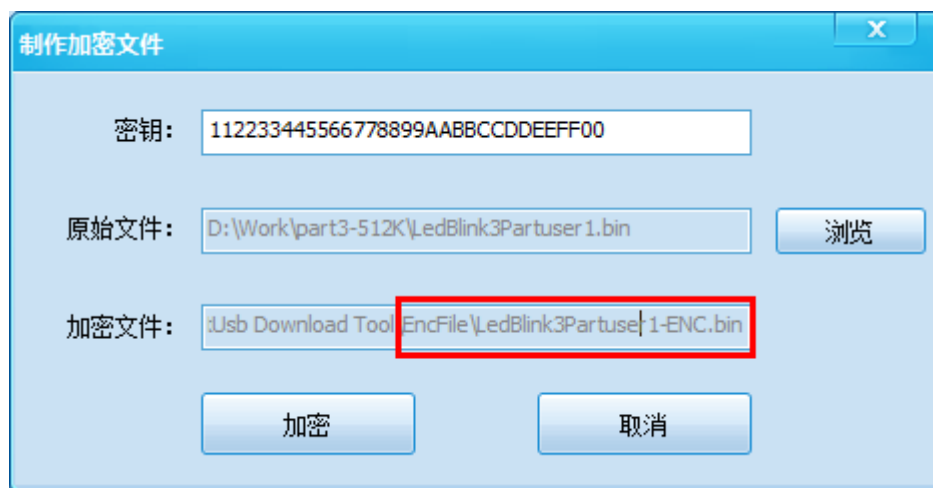 制作加密文件
X
密钥: 112233445566778899AABBCCDDEEFF00
原始文件: D:\Work\part3-512K\LedBlink3Partuser1.bin 浏览
加密文件: :Usb Download Tool\EncFile\LedBlink3Partuser1-ENC.bin
加密 取消